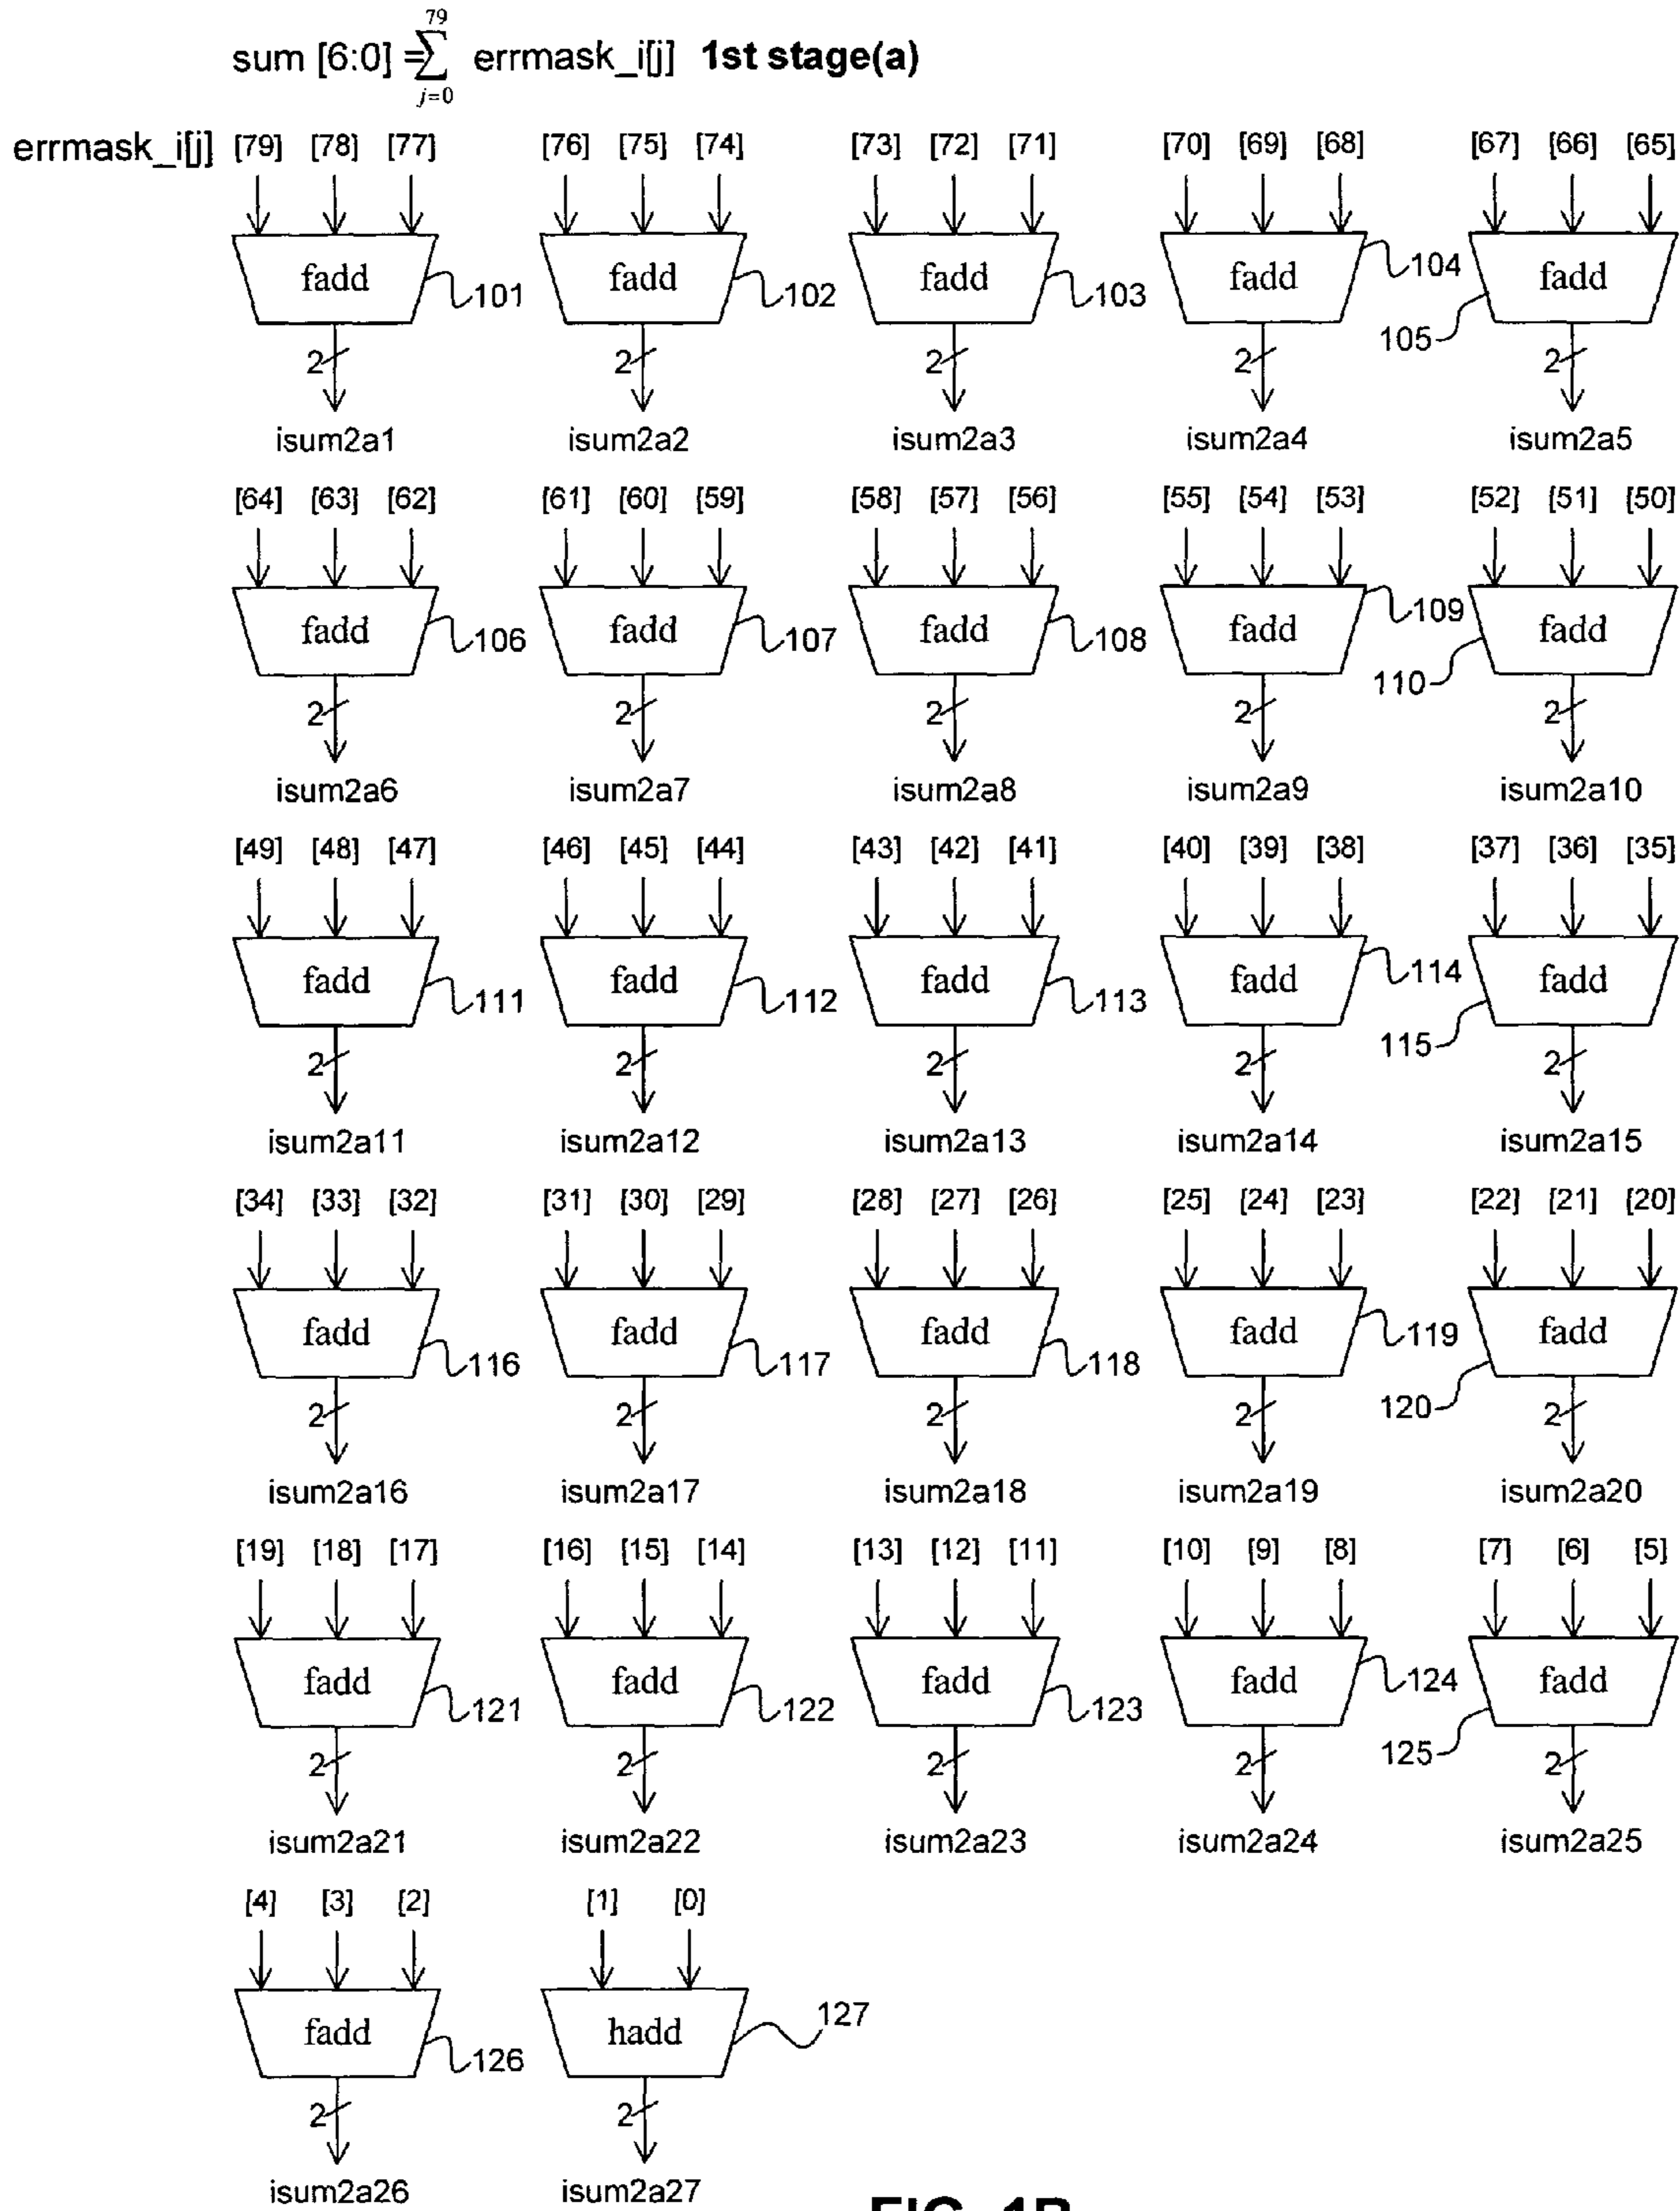 79
sum [6:0] =∑ errmask_i[j] 1st stage(a)
j=0
errmask_i[j] [79] [78] [77] [76] [75] [74] [73] [72] [71] [70] [69] [68] [67] [66] [65]
fadd 101 fadd 102 fadd 103 fadd 104 105 fadd
2 2 2 2 2
isum2a1 isum2a2 isum2a3 isum2a4 isum2a5
[64] [63] [62] [61] [60] [59] [58] [57] [56] [55] [54] [53] [52] [51] [50]
fadd 106 fadd 107 fadd 108 fadd 109 110 fadd
2 2 2 2 2
isum2a6 isum2a7 isum2a8 isum2a9 isum2a10
[49] [48] [47] [46] [45] [44] [43] [42] [41] [40] [39] [38] [37] [36] [35]
fadd 111 fadd 112 fadd 113 fadd 114 115 fadd
2 2 2 2 2
isum2a11 isum2a12 isum2a13 isum2a14 isum2a15
[34] [33] [32] [31] [30] [29] [28] [27] [26] [25] [24] [23] [22] [21] [20]
fadd 116 fadd 117 fadd 118 fadd 119 120 fadd
2 2 2 2 2
isum2a16 isum2a17 isum2a18 isum2a19 isum2a20
[19] [18] [17] [16] [15] [14] [13] [12] [11] [10] [9] [8] [7] [6] [5]
fadd 121 fadd 122 fadd 123 fadd 124 125 fadd
2 2 2 2 2
isum2a21 isum2a22 isum2a23 isum2a24 isum2a25
[4] [3] [2] [1] [0]
fadd 126 hadd 127
2 2
isum2a26 isum2a27
FIG. 1B